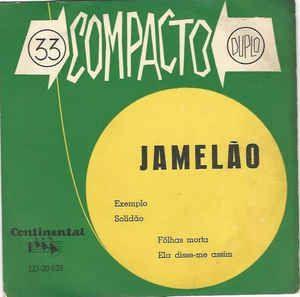 33 COMPACTO DUPLO
JAMELÃO
Exemplo
Solidão
Fôlhas morta
Ela disse-me assim
Continental